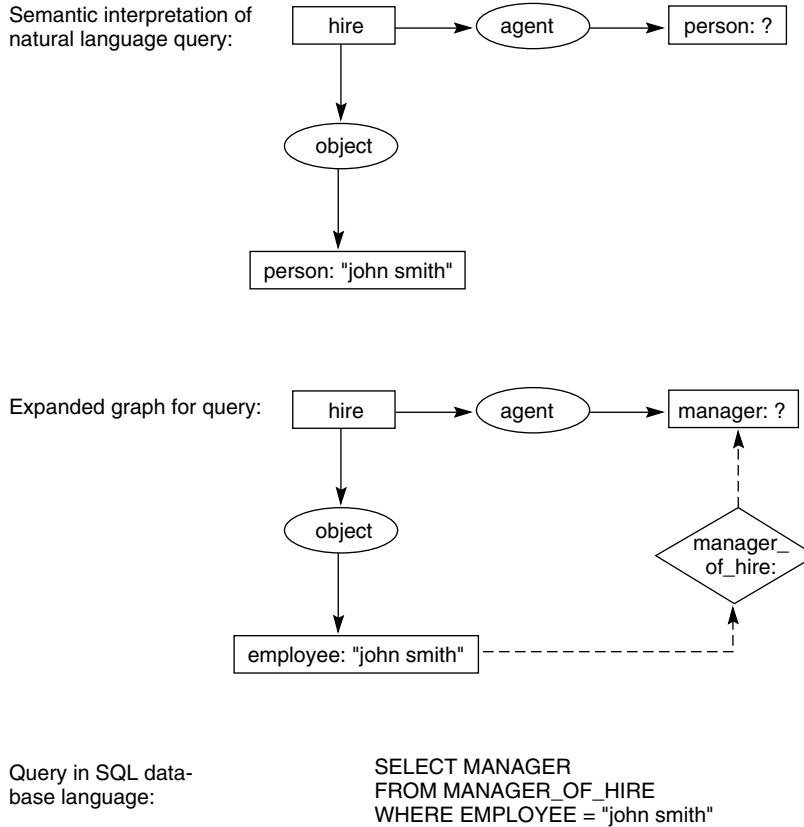 Semantic interpretation of
natural language query:
hire
agent
person: ?
object
person: "john smith"
Expanded graph for query:
hire
agent
manager: ?
object
manager_
of_hire:
employee: "john smith"
Query in SQL data-
base language:
SELECT MANAGER
FROM MANAGER_OF_HIRE
WHERE EMPLOYEE = "john smith"